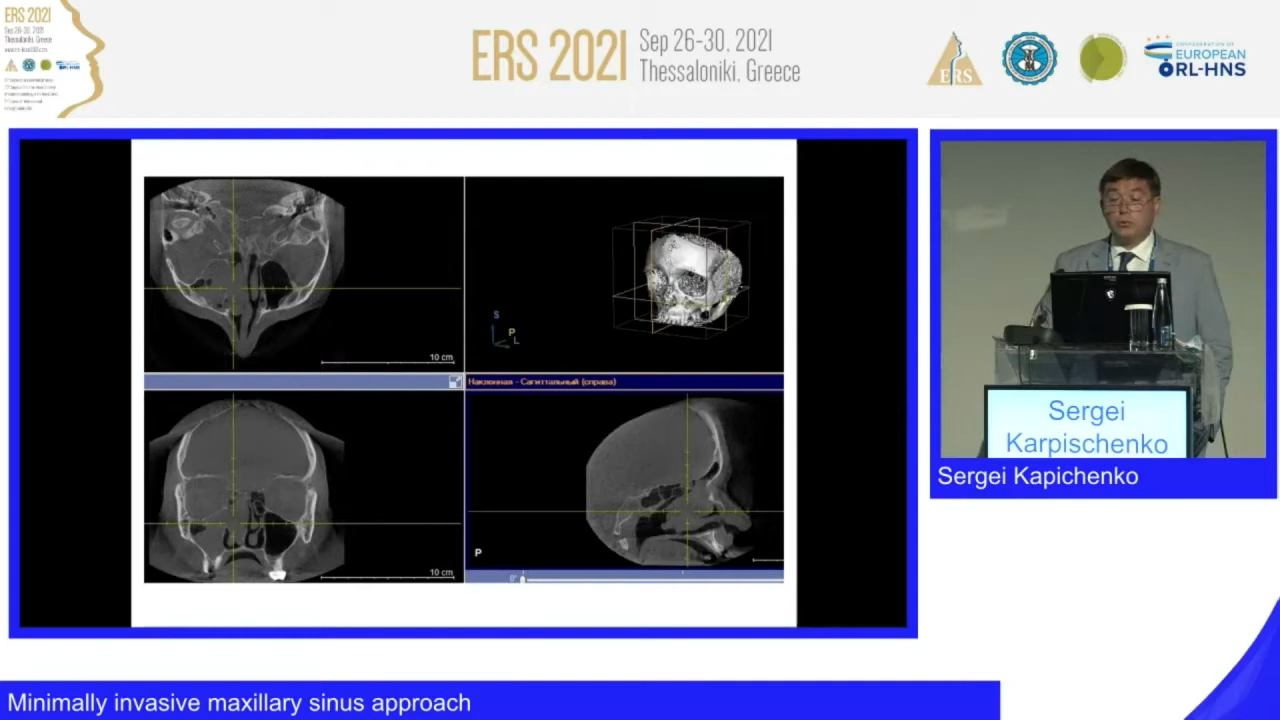 ERS 2021
Sep 26-30, 2021
Thessaloniki, Greece
ERS 2021
Sep 26-30, 2021
Thessaloniki, Greece
ERS
CONFEDERATION OF
EUROPEAN
ORL-HNS
10 cm
S
P
L
Наклонная - Сагиттальный (справа)
10 cm
P
0°
Sergei
Karpischenko
Sergei Kapichenko
Minimally invasive maxillary sinus approach